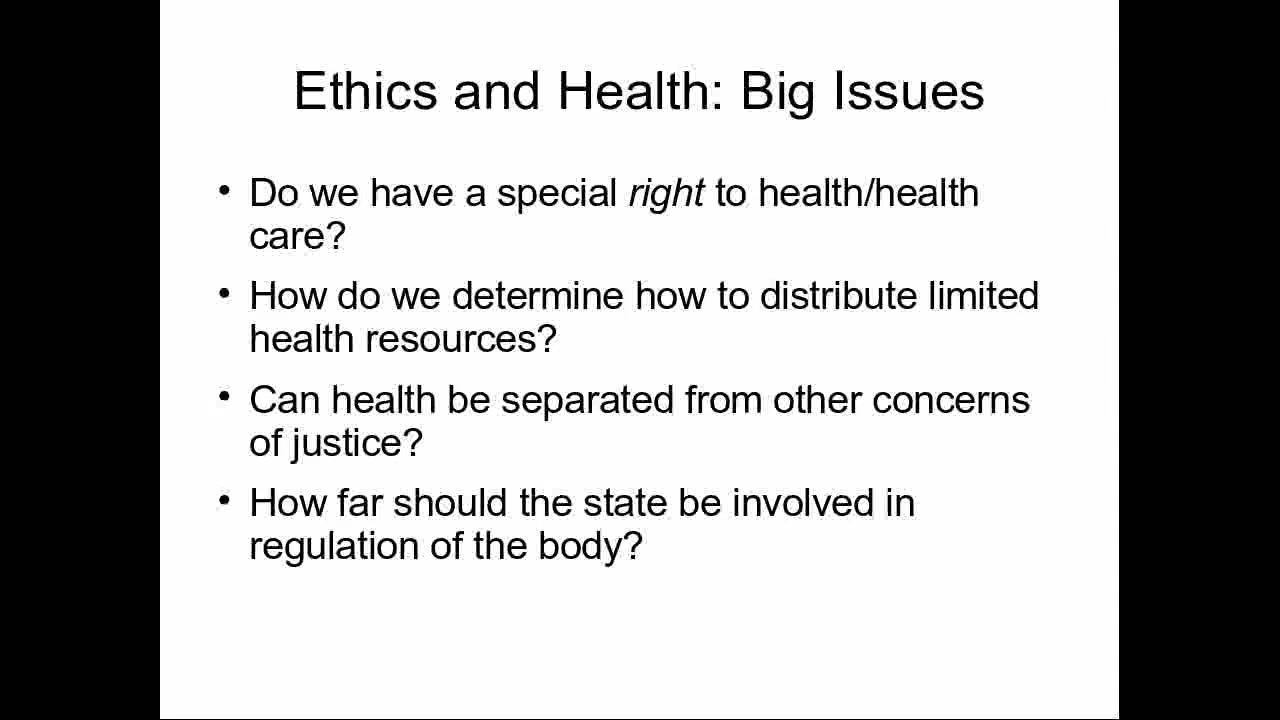 Ethics and Health: Big Issues
• Do we have a special right to health/health
care?
• How do we determine how to distribute limited
health resources?
• Can health be separated from other concerns
of justice?
• How far should the state be involved in
regulation of the body?